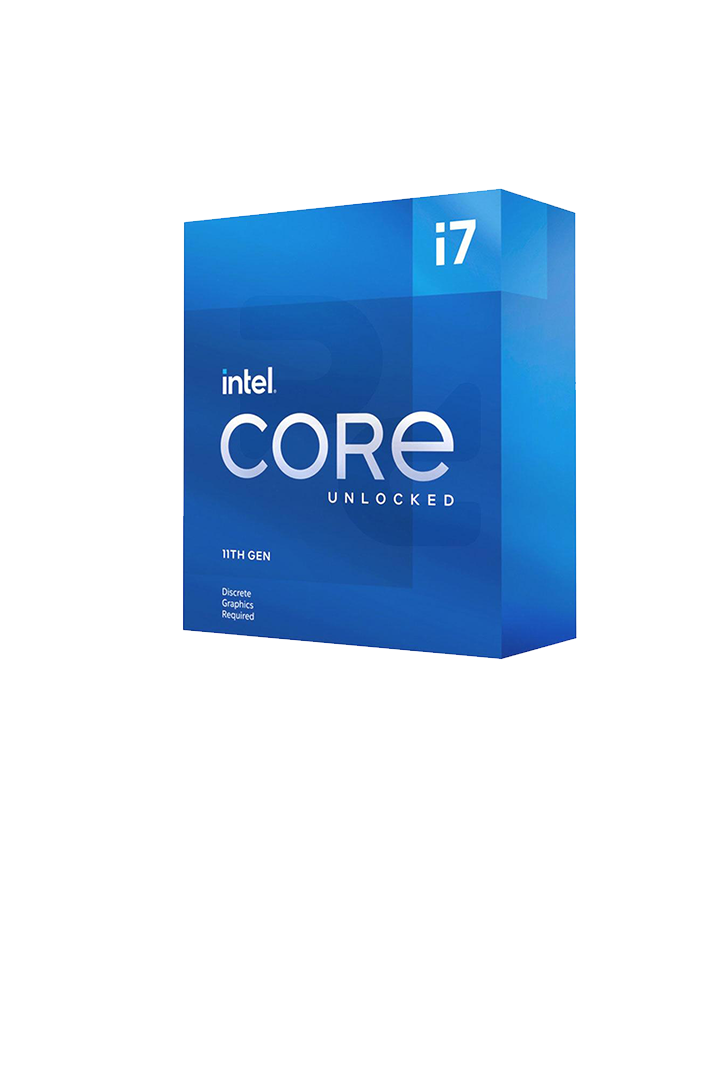 i7
intel
CORE
UNLOCKED
11TH GEN
Discrete
Graphics
Required